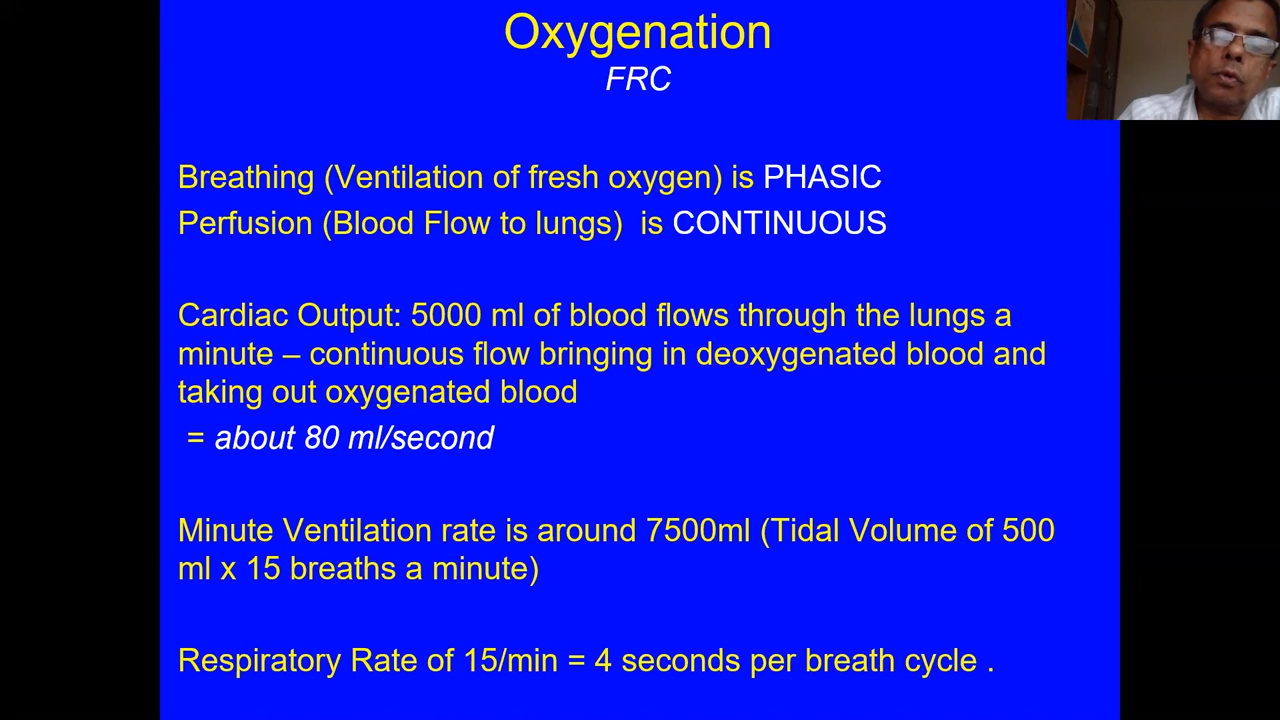 Oxygenation
FRC
Breathing (Ventilation of fresh oxygen) is PHASIC
Perfusion (Blood Flow to lungs)  is CONTINUOUS
Cardiac Output: 5000 ml of blood flows through the lungs a
minute – continuous flow bringing in deoxygenated blood and
taking out oxygenated blood
= about 80 ml/second
Minute Ventilation rate is around 7500ml (Tidal Volume of 500
ml x 15 breaths a minute)
Respiratory Rate of 15/min = 4 seconds per breath cycle .